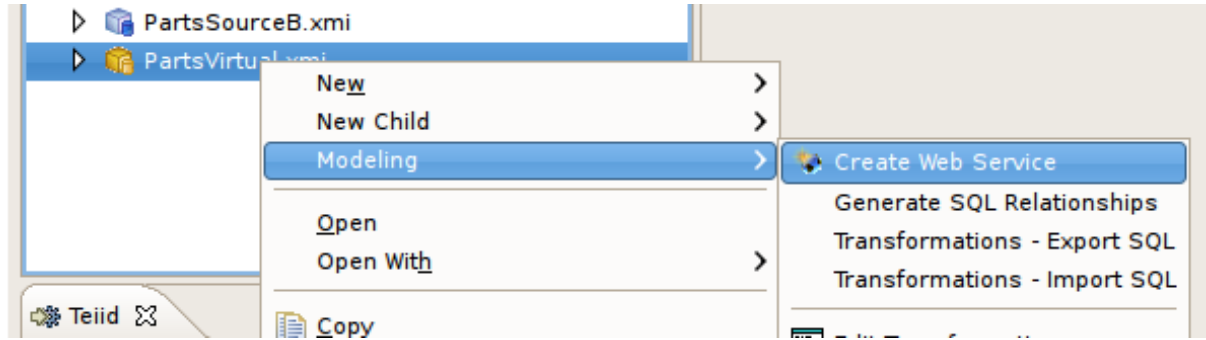 PartsSourceB.xmi
PartsVirtual.xmi
New
New Child
Modeling
Create Web Service
Generate SQL Relationships
Open
Transformations - Export SQL
Open With
Transformations - Import SQL
Teiid
Copy
Edit